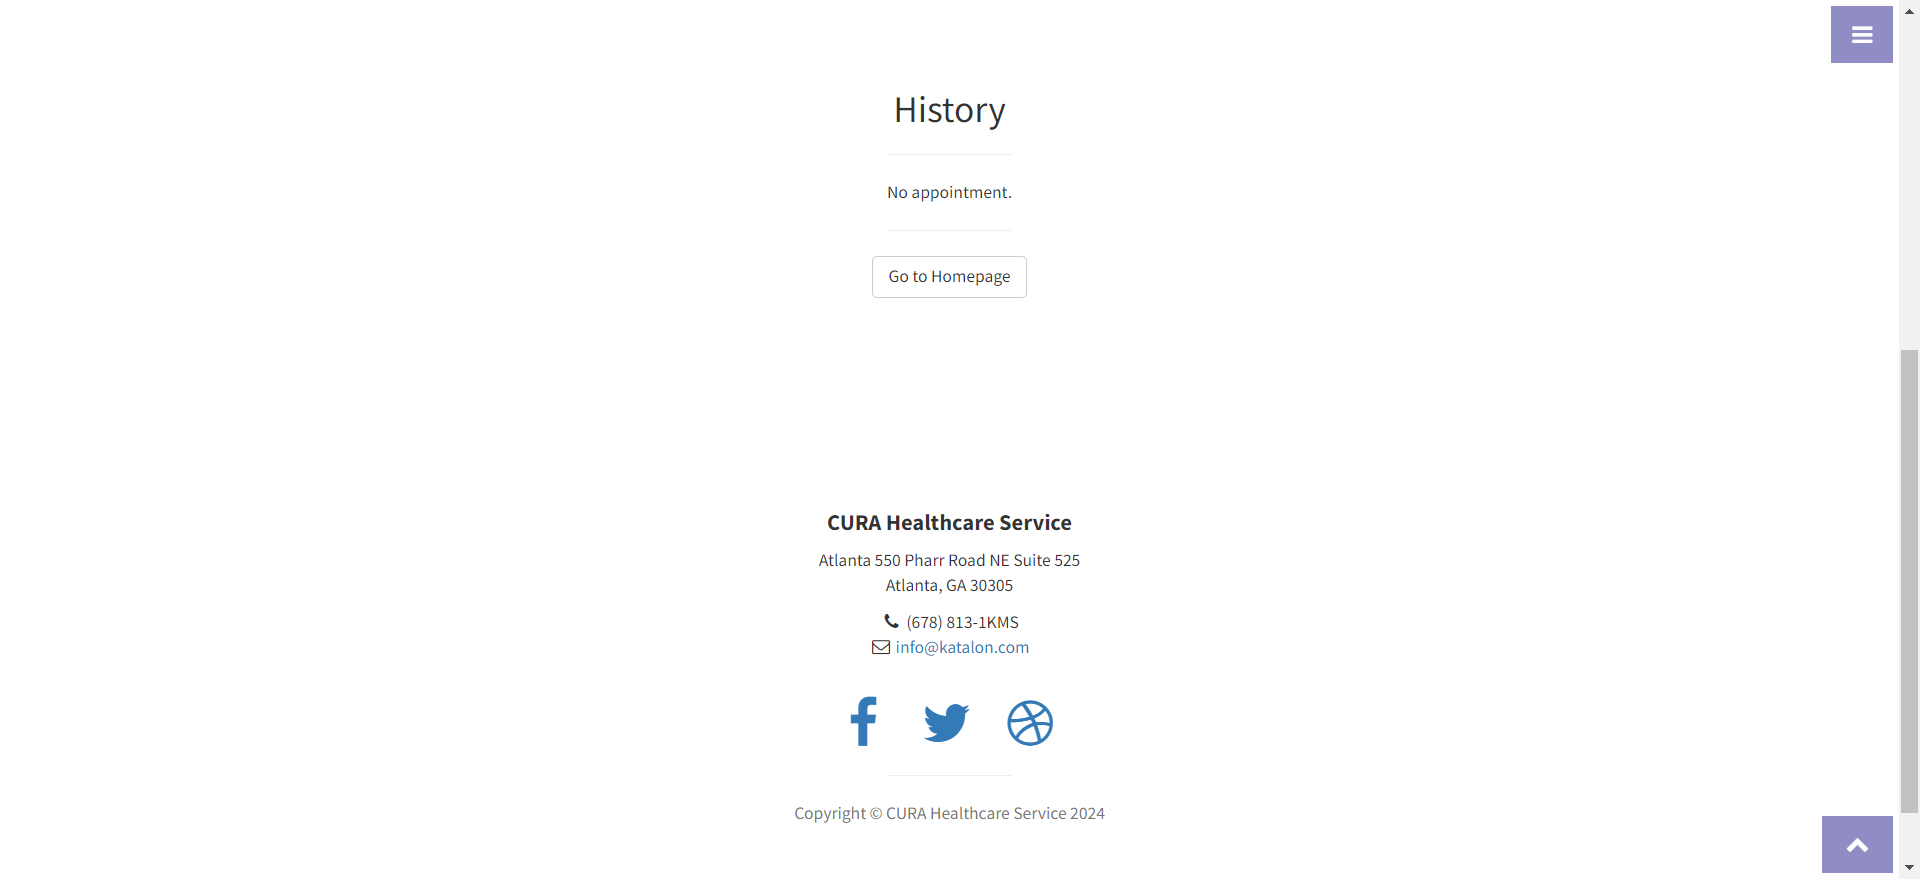 History
No appointment.
Go to Homepage
CURA Healthcare Service
Atlanta 550 Pharr Road NE Suite 525
Atlanta, GA 30305
(678) 813-1KMS
info@katalon.com
Copyright © CURA Healthcare Service 2024